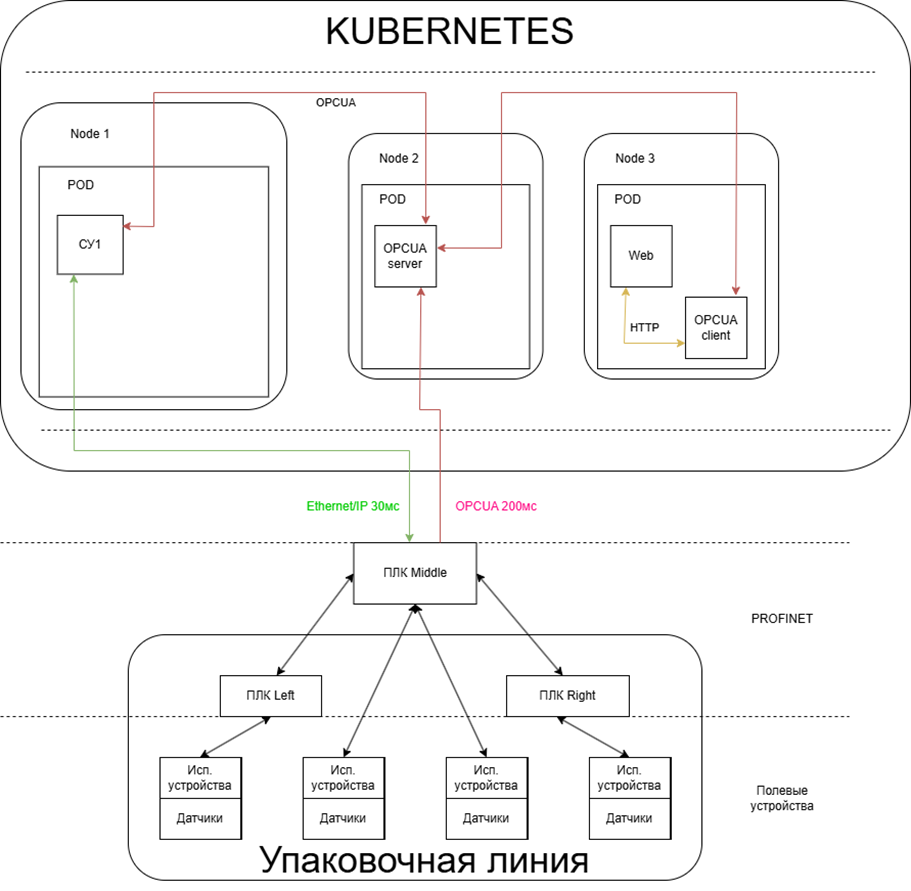 KUBERNETES
OPCUA
Node 1
Node 2
Node 3
POD
POD
POD
СУ1
OPCUA
server
Web
HTTP
OPCUA
client
Ethernet/IP 30мс
OPCUA 200мс
ПЛК Middle
PROFINET
ПЛК Left
ПЛК Right
Исп.
устройства
Датчики
Исп.
устройства
Датчики
Исп.
устройства
Датчики
Исп.
устройства
Датчики
Полевые
устройства
Упаковочная линия